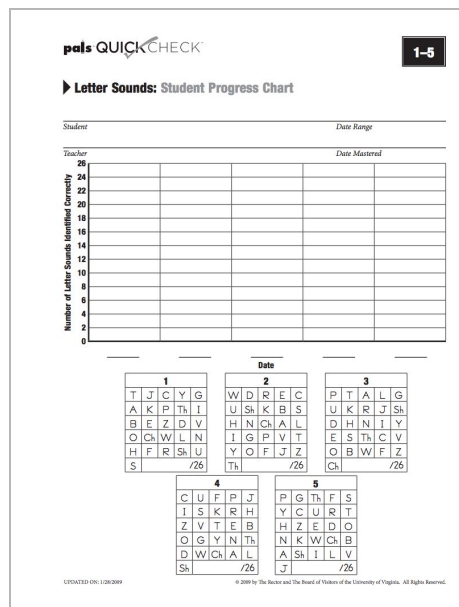 pals QUICKCHECK™
1–5
Letter Sounds: Student Progress Chart
Student Date Range
Teacher Date Mastered
Number of Letter Sounds Identified Correctly
26
24
22
20
18
16
14
12
10
8
6
4
2
0
Date
1
T J C Y G
A K P Th I
B E Z D V
O Ch W L N
H F R Sh U
S /26
2
W D R E C
U Sh K B S
H N Ch A L
I G P V T
Y O F J Z
Th /26
3
P T A L G
U K R J Sh
D H N I Y
E S Th C V
O B W F Z
Ch /26
4
C U F P J
I S K R H
Z V T E B
O G Y N Th
D W Ch A L
Sh /26
5
P G Th F S
Y C U R T
H Z E D O
N K W Ch B
A Sh I L V
J /26
UPDATED ON: 1/28/2009 © 2009 by The Rector and The Board of Visitors of the University of Virginia. All Rights Reserved.